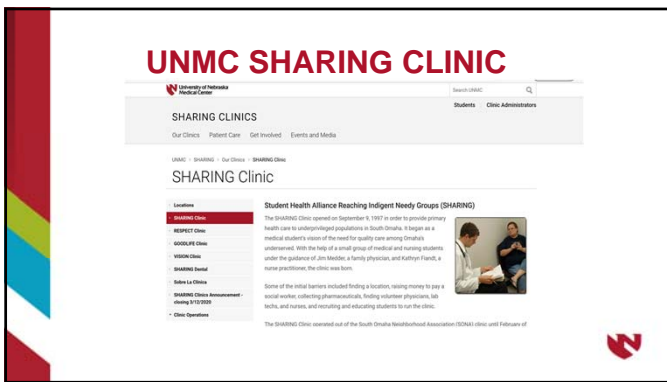 UNMC SHARING CLINIC
University of Nebraska
Medical Center
Search UNMC
Students Clinic Administrators
SHARING CLINICS
Our Clinics Patient Care Get Involved Events and Media
UNMC > SHARING > Our Clinics > SHARING Clinic
SHARING Clinic
Locations
SHARING Clinic
RESPECT Clinic
GOODLIFE Clinic
VISION Clinic
SHARING Dental
Sobre La Clinica
SHARING Clinics Announcement -
closing 3/13/2020
Clinic Operations
Student Health Alliance Reaching Indigent Needy Groups (SHARING)
The SHARING Clinic opened on September 9, 1997 in order to provide primary
health care to underprivileged populations in South Omaha. It began as a
medical student's vision of the need for quality care among Omaha's
underserved. With the help of a small group of medical and nursing students
under the guidance of Jim Medder, a family physician, and Kathryn Fiandt, a
nurse practitioner, the clinic was born.
Some of the initial barriers included finding a location, raising money to pay a
social worker, collecting pharmaceuticals, finding volunteer physicians, lab
techs, and nurses, and recruiting and educating students to run the clinic.
The SHARING Clinic operated out of the South Omaha Neighborhood Association (SONA) clinic until February of